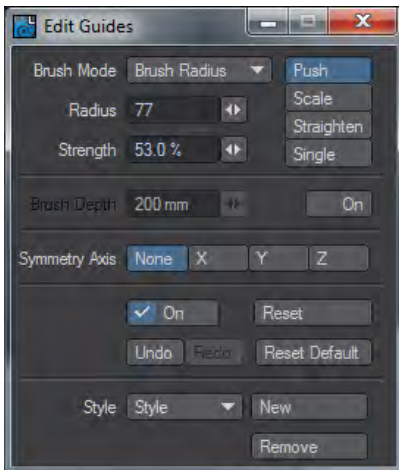 Edit Guides
Brush Mode Brush Radius Push
Radius 77 Scale
Straighten
Strength 53.0 % Single
Brush Depth 200 mm On
Symmetry Axis None X Y Z
On Reset
Undo Redo Reset Default
Style Style New
Remove